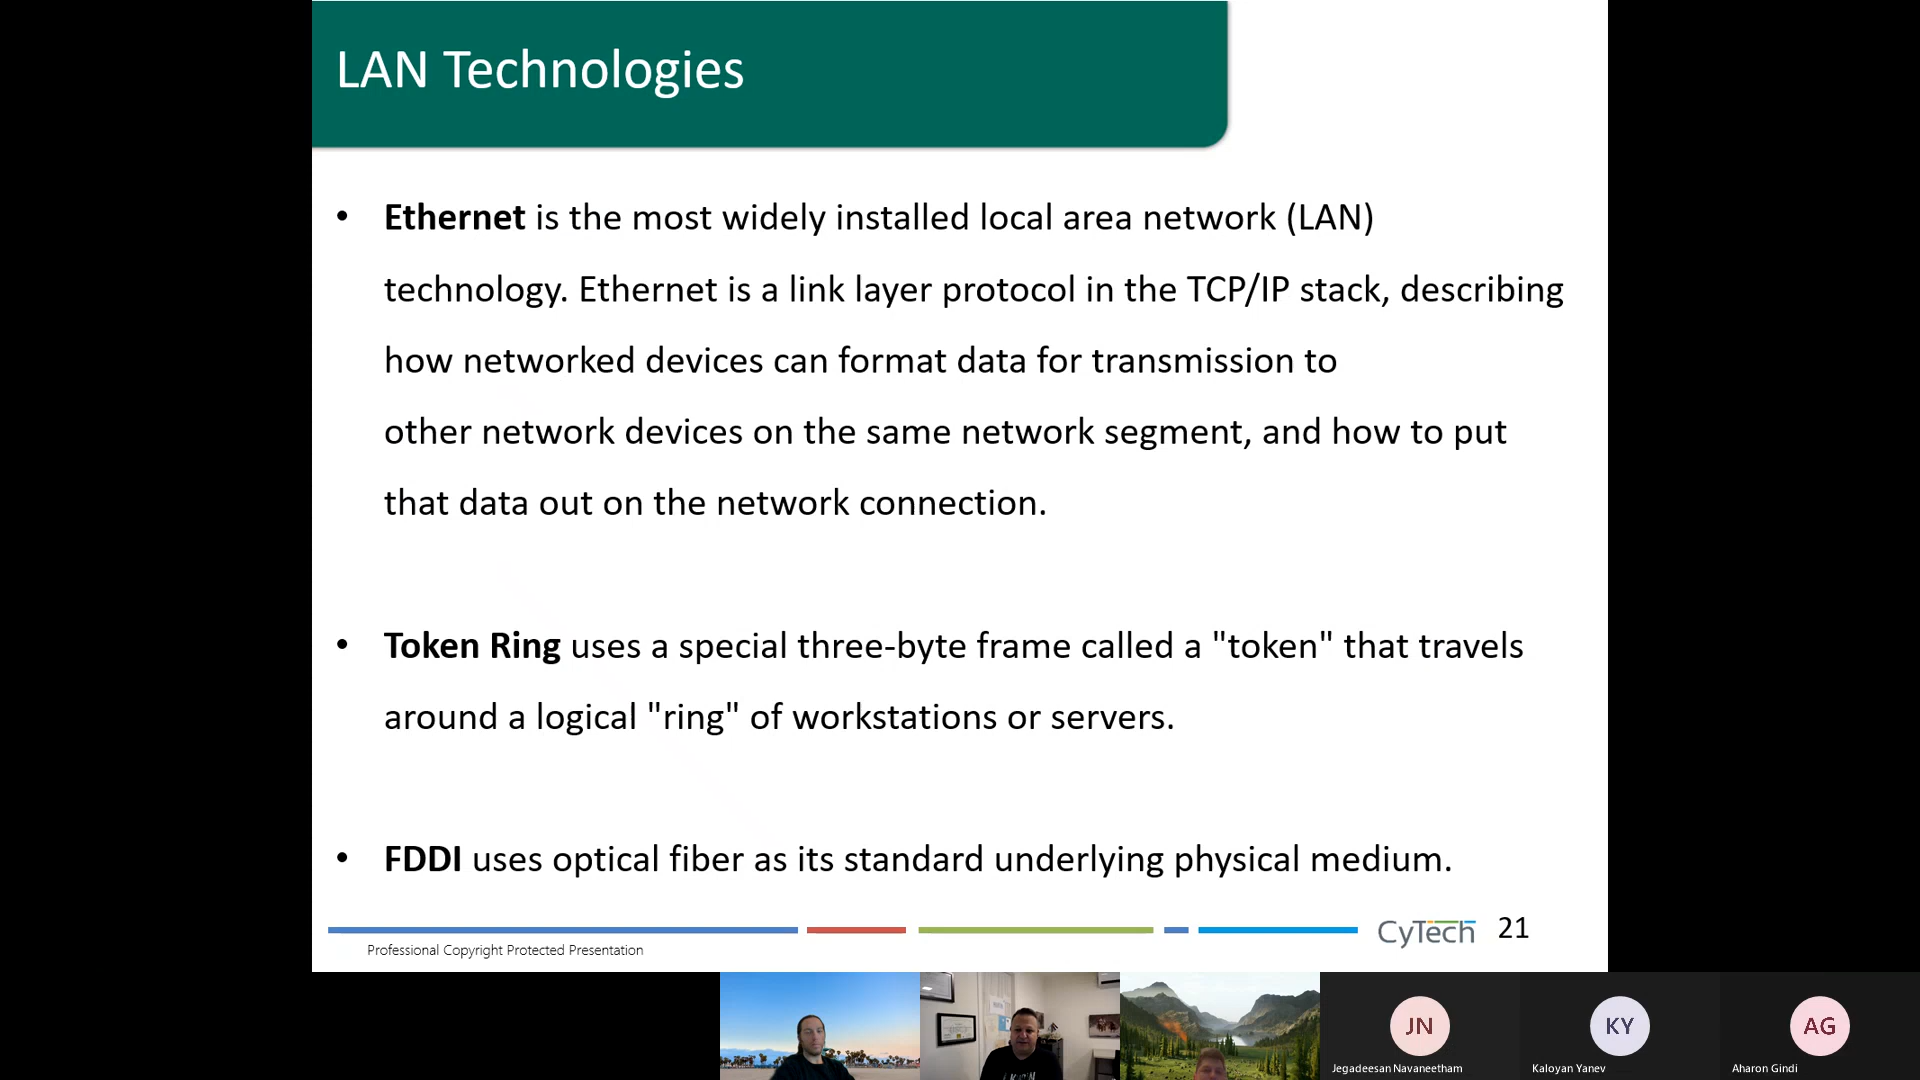 LAN Technologies
• Ethernet is the most widely installed local area network (LAN)
technology. Ethernet is a link layer protocol in the TCP/IP stack, describing
how networked devices can format data for transmission to
other network devices on the same network segment, and how to put
that data out on the network connection.
• Token Ring uses a special three-byte frame called a "token" that travels
around a logical "ring" of workstations or servers.
• FDDI uses optical fiber as its standard underlying physical medium.
CyTech 21
Professional Copyright Protected Presentation
JN KY AG
Jegadeesan Navaneetham Kaloyan Yanev Aharon Gindi